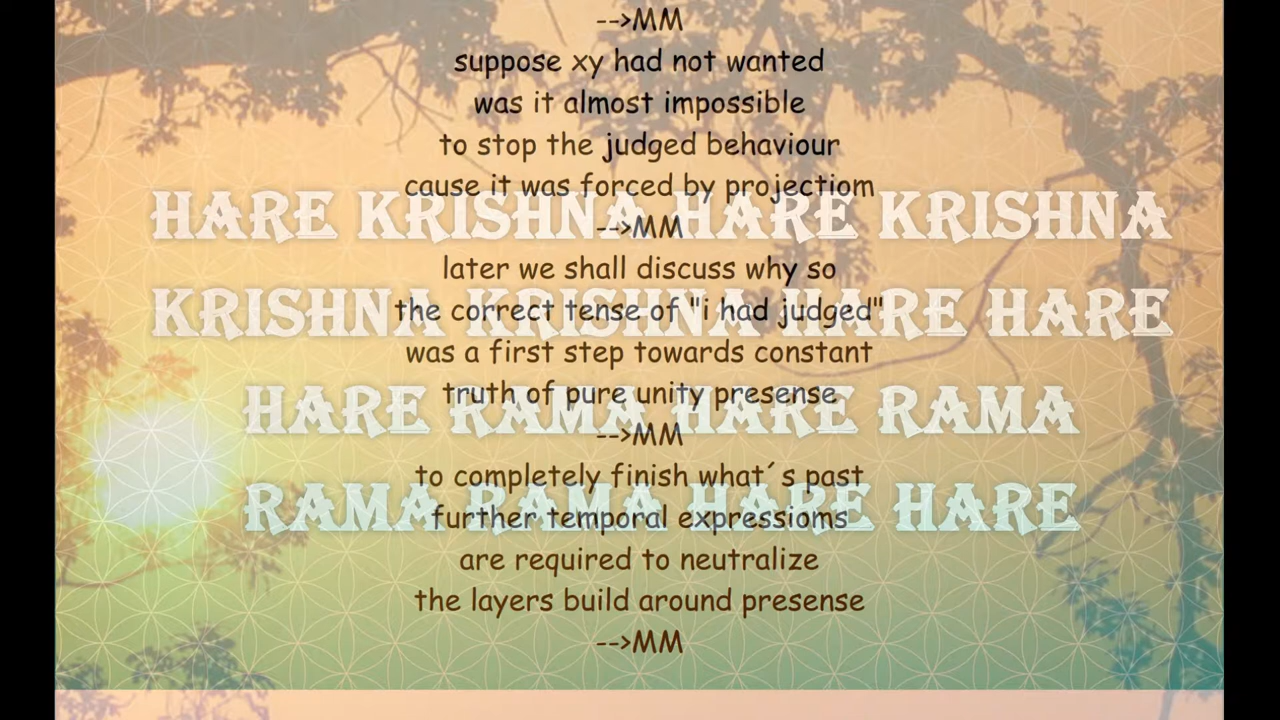 -->MM
suppose xy had not wanted
was it almost impossible
to stop the judged behaviour
cause it was forced by projectiom
HARE KRISHNA HARE KRISHNA
-->MM
later we shall discuss why so
KRISHNA KRISHNA HARE HARE
the correct tense of "i had judged"
was a first step towards constant
truth of pure unity presense
HARE RAMA HARE RAMA
-->MM
to completely finish what´s past
RAMA RAMA HARE HARE
further temporal expressioms
are required to neutralize
the layers build around presense
-->MM